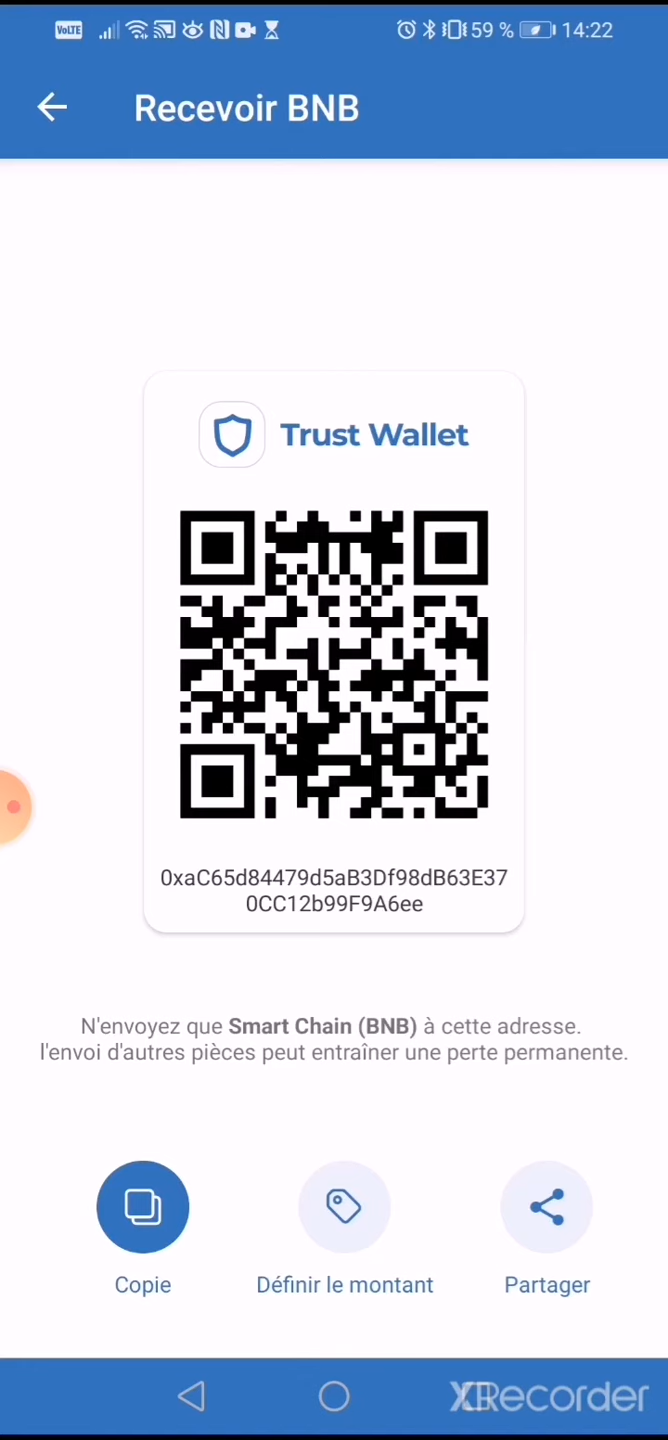 VoLTE 59 % 14:22
Recevoir BNB
Trust Wallet
0xaC65d84479d5aB3Df98dB63E37
0CC12b99F9A6ee
N'envoyez que Smart Chain (BNB) à cette adresse.
l'envoi d'autres pièces peut entraîner une perte permanente.
Copie Définir le montant Partager
XRecorder